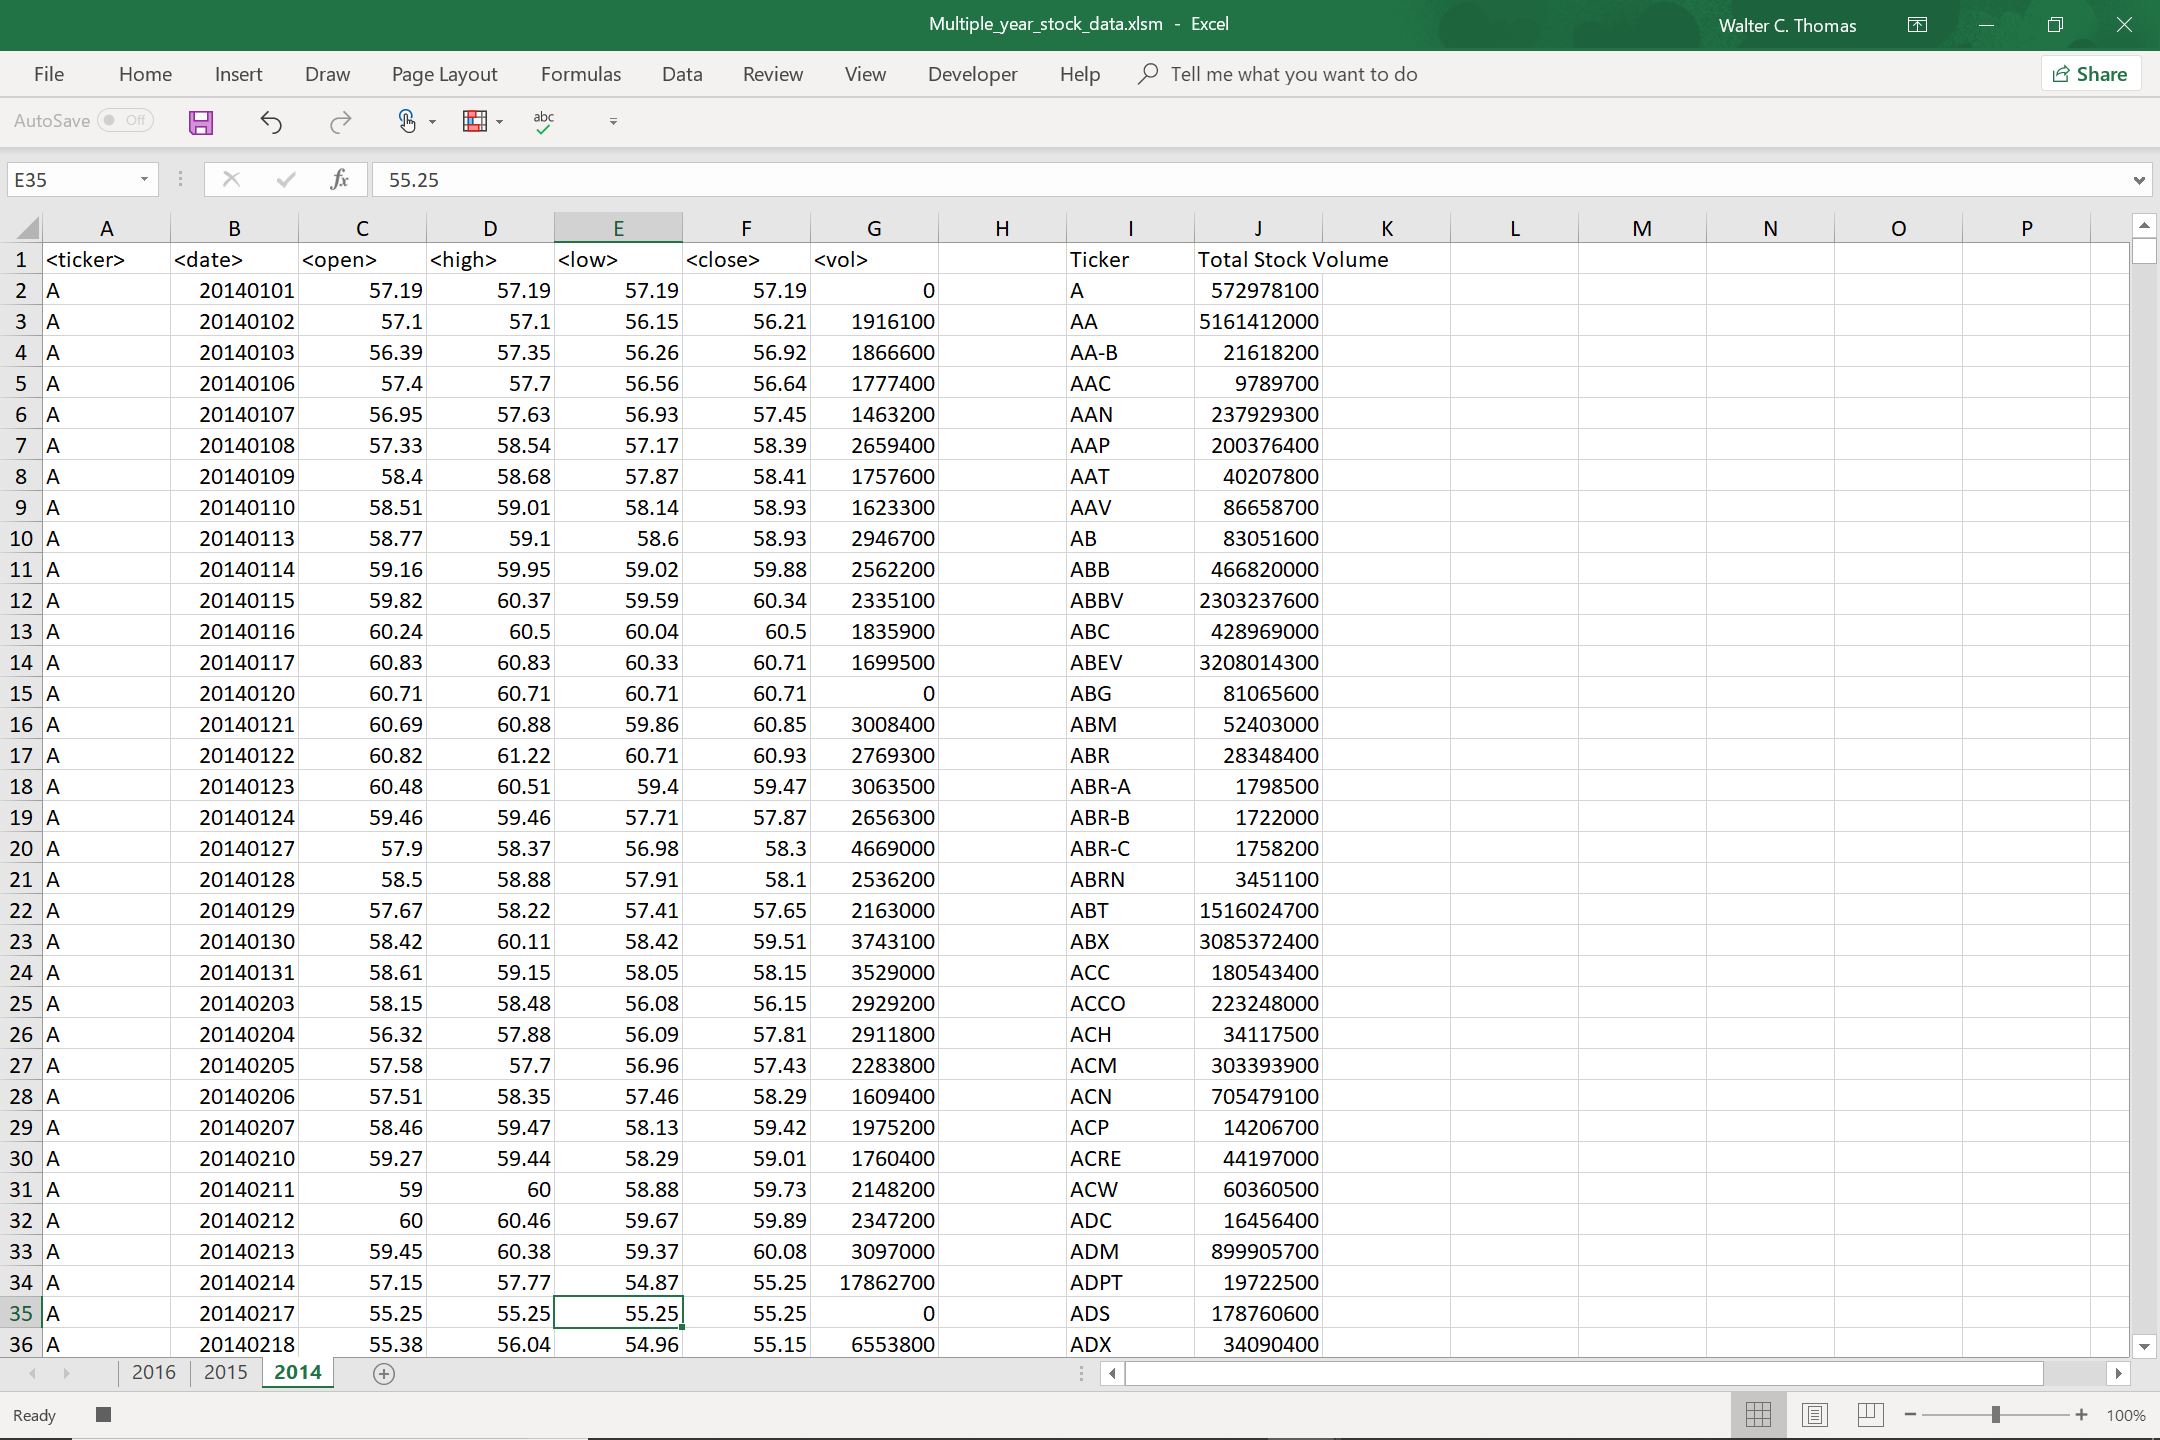 Multiple_year_stock_data.xlsm - Excel
Walter C. Thomas
File Home Insert Draw Page Layout Formulas Data Review View Developer Help Tell me what you want to do Share
AutoSave Off abc
E35 fx 55.25
A B C D E F G H I J K L M N O P
1 <ticker> <date> <open> <high> <low> <close> <vol> Ticker Total Stock Volume
2 A 20140101 57.19 57.19 57.19 57.19 0 A 572978100
3 A 20140102 57.1 57.1 56.15 56.21 1916100 AA 5161412000
4 A 20140103 56.39 57.35 56.26 56.92 1866600 AA-B 21618200
5 A 20140106 57.4 57.7 56.56 56.64 1777400 AAC 9789700
6 A 20140107 56.95 57.63 56.93 57.45 1463200 AAN 237929300
7 A 20140108 57.33 58.54 57.17 58.39 2659400 AAP 200376400
8 A 20140109 58.4 58.68 57.87 58.41 1757600 AAT 40207800
9 A 20140110 58.51 59.01 58.14 58.93 1623300 AAV 86658700
10 A 20140113 58.77 59.1 58.6 58.93 2946700 AB 83051600
11 A 20140114 59.16 59.95 59.02 59.88 2562200 ABB 466820000
12 A 20140115 59.82 60.37 59.59 60.34 2335100 ABBV 2303237600
13 A 20140116 60.24 60.5 60.04 60.5 1835900 ABC 428969000
14 A 20140117 60.83 60.83 60.33 60.71 1699500 ABEV 3208014300
15 A 20140120 60.71 60.71 60.71 60.71 0 ABG 81065600
16 A 20140121 60.69 60.88 59.86 60.85 3008400 ABM 52403000
17 A 20140122 60.82 61.22 60.71 60.93 2769300 ABR 28348400
18 A 20140123 60.48 60.51 59.4 59.47 3063500 ABR-A 1798500
19 A 20140124 59.46 59.46 57.71 57.87 2656300 ABR-B 1722000
20 A 20140127 57.9 58.37 56.98 58.3 4669000 ABR-C 1758200
21 A 20140128 58.5 58.88 57.91 58.1 2536200 ABRN 3451100
22 A 20140129 57.67 58.22 57.41 57.65 2163000 ABT 1516024700
23 A 20140130 58.42 60.11 58.42 59.51 3743100 ABX 3085372400
24 A 20140131 58.61 59.15 58.05 58.15 3529000 ACC 180543400
25 A 20140203 58.15 58.48 56.08 56.15 2929200 ACCO 223248000
26 A 20140204 56.32 57.88 56.09 57.81 2911800 ACH 34117500
27 A 20140205 57.58 57.7 56.96 57.43 2283800 ACM 303393900
28 A 20140206 57.51 58.35 57.46 58.29 1609400 ACN 705479100
29 A 20140207 58.46 59.47 58.13 59.42 1975200 ACP 14206700
30 A 20140210 59.27 59.44 58.29 59.01 1760400 ACRE 44197000
31 A 20140211 59 60 58.88 59.73 2148200 ACW 60360500
32 A 20140212 60 60.46 59.67 59.89 2347200 ADC 16456400
33 A 20140213 59.45 60.38 59.37 60.08 3097000 ADM 899905700
34 A 20140214 57.15 57.77 54.87 55.25 17862700 ADPT 19722500
35 A 20140217 55.25 55.25 55.25 55.25 0 ADS 178760600
36 A 20140218 55.38 56.04 54.96 55.15 6553800 ADX 34090400
2016 2015 2014
Ready 100%